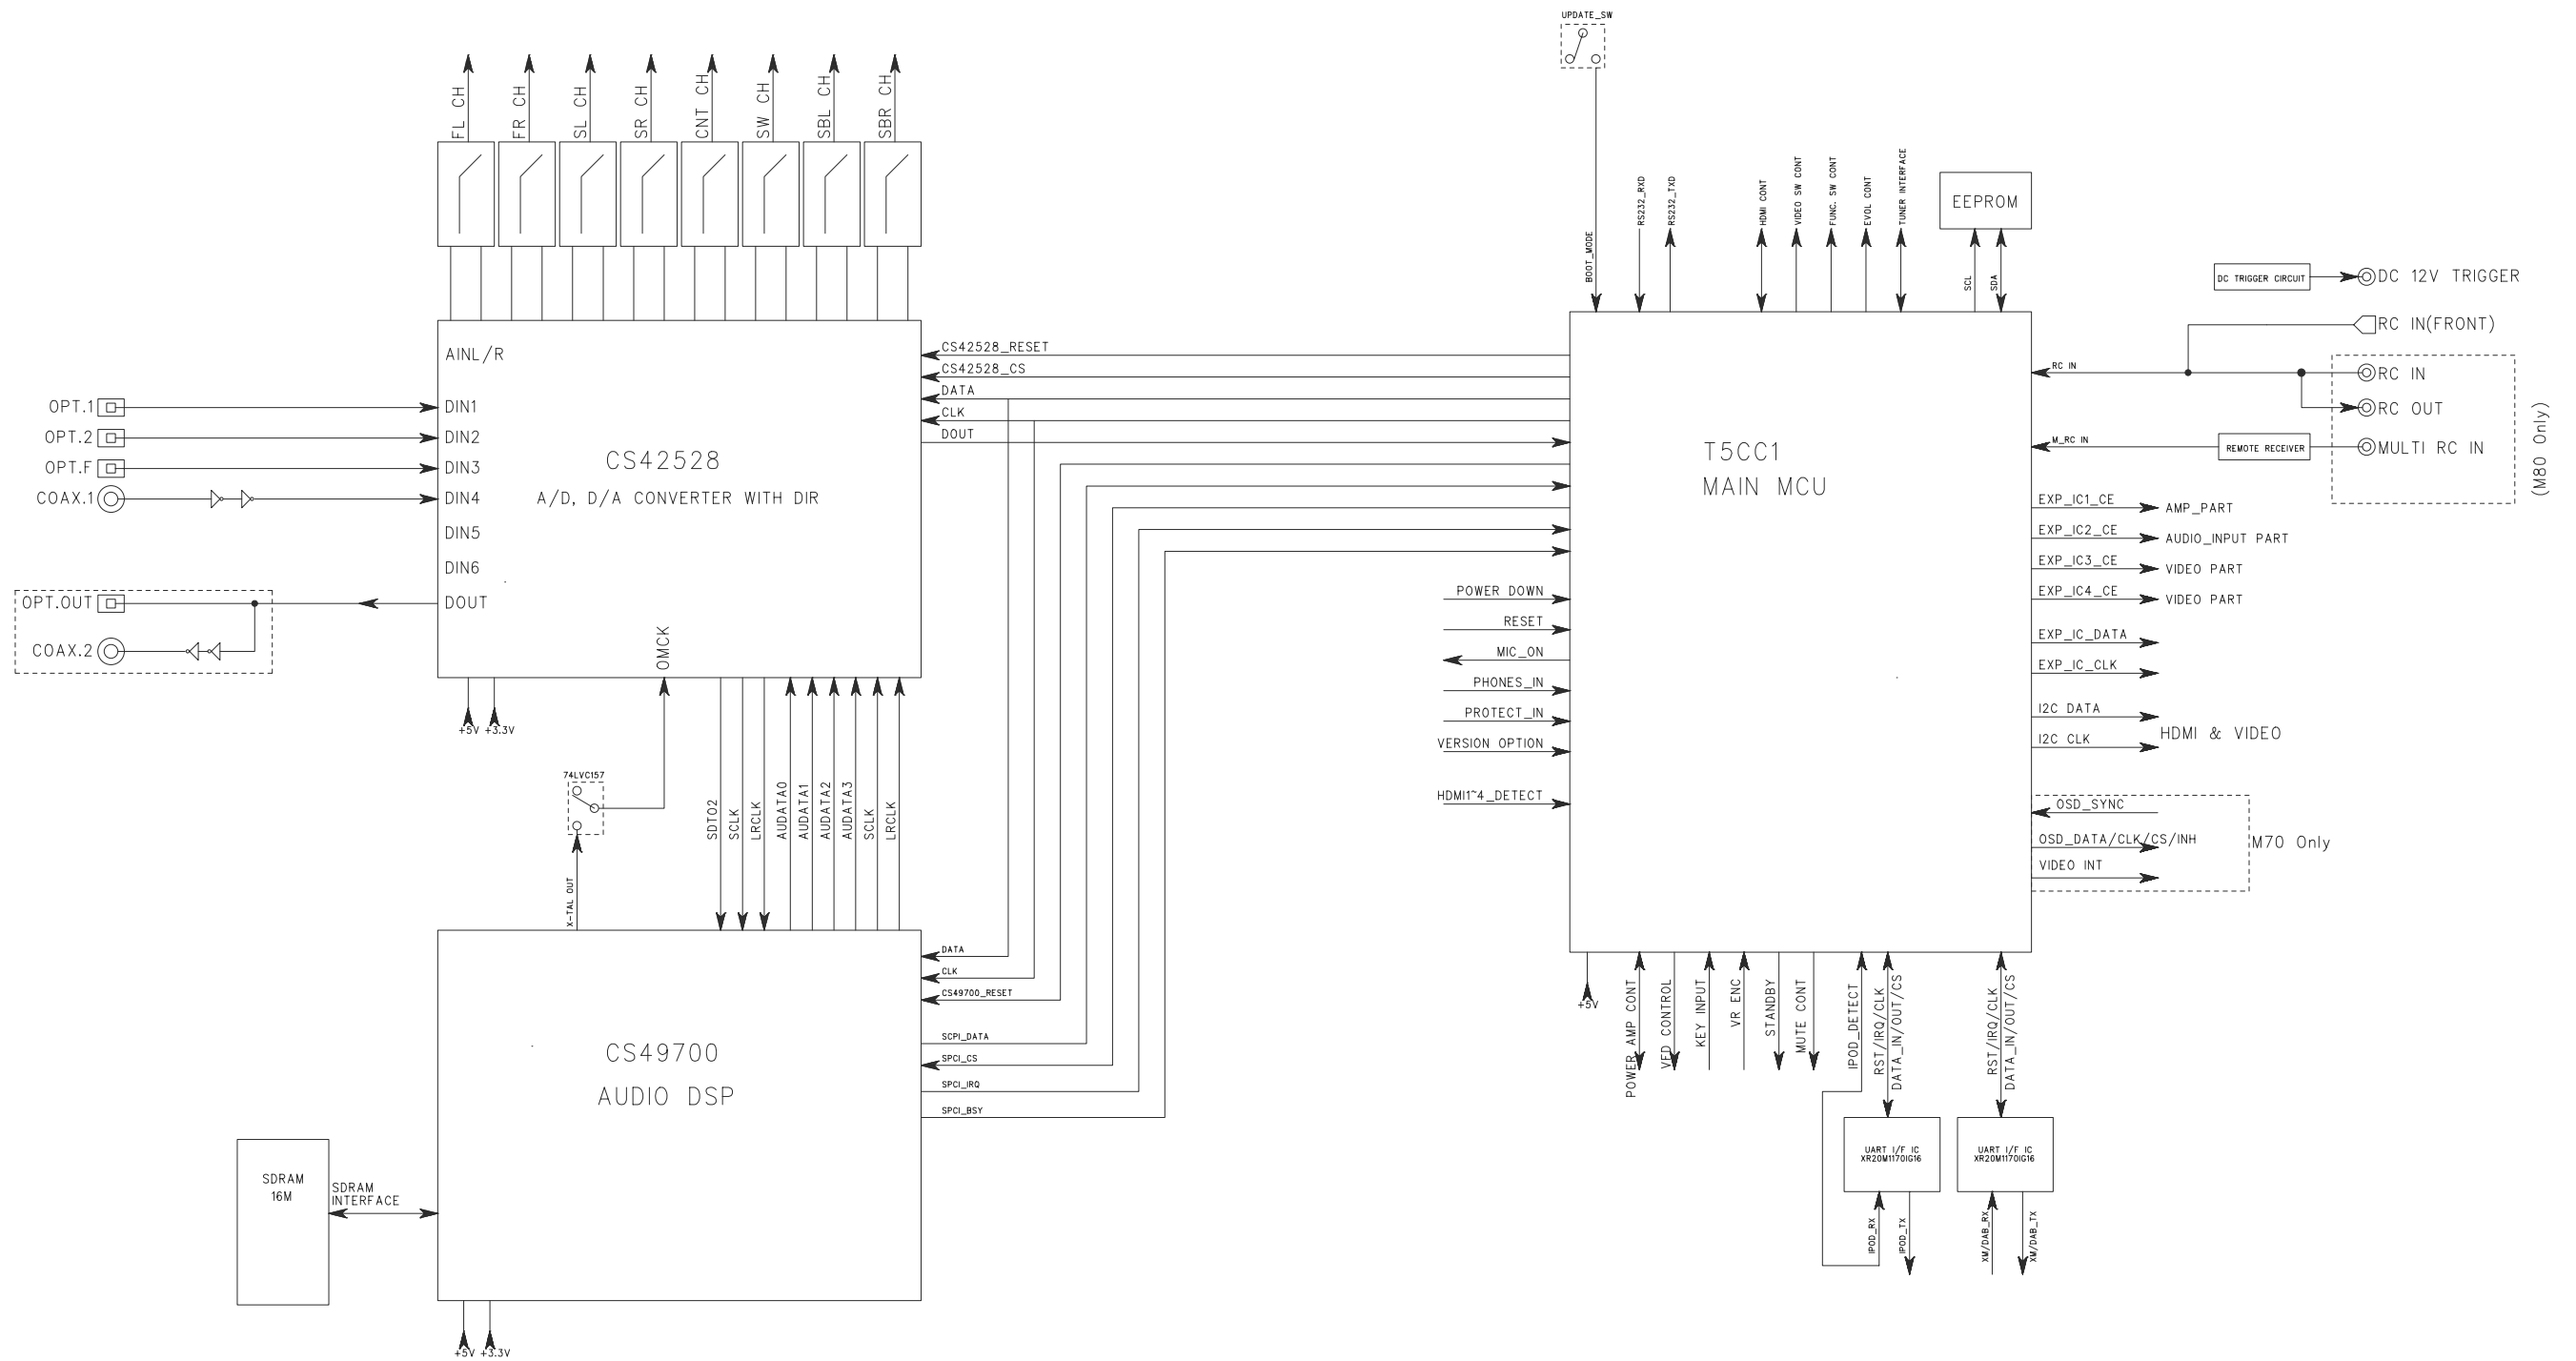 UPDATE_SW
FL CH
FR CH
SL CH
SR CH
CNT CH
SW CH
SBL CH
SBR CH
BOOT_MODE
RS232_RXD
RS232_TXD
HDMI CONT
VIDEO SW CONT
FUNC. SW CONT
EVOL CONT
TUNER INTERFACE
EEPROM
SCL
SDA
DC TRIGGER CIRCUIT
DC 12V TRIGGER
RC IN(FRONT)
RC IN
RC IN
RC OUT
M_RC IN
REMOTE RECEIVER
MULTI RC IN
(M80 Only)
AINL/R
OPT.1
DIN1
OPT.2
DIN2
OPT.F
DIN3
COAX.1
DIN4
DIN5
DIN6
OPT.OUT
DOUT
COAX.2
OMCK
CS42528
A/D, D/A CONVERTER WITH DIR
+5V
+3.3V
CS42528_RESET
CS42528_CS
DATA
CLK
DOUT
T5CC1
MAIN MCU
POWER DOWN
RESET
MIC_ON
PHONES_IN
PROTECT_IN
VERSION OPTION
HDMI1~4_DETECT
EXP_IC1_CE
AMP_PART
EXP_IC2_CE
AUDIO_INPUT PART
EXP_IC3_CE
VIDEO PART
EXP_IC4_CE
VIDEO PART
EXP_IC_DATA
EXP_IC_CLK
I2C DATA
I2C CLK
HDMI & VIDEO
OSD_SYNC
OSD_DATA/CLK/CS/INH
VIDEO INT
M70 Only
74LVC157
X-TAL OUT
SDTO2
SCLK
LRCLK
AUDATA0
AUDATA1
AUDATA2
AUDATA3
SCLK
LRCLK
DATA
CLK
CS49700_RESET
SCPI_DATA
SPCI_CS
SPCI_IRQ
SPCI_BSY
CS49700
AUDIO DSP
SDRAM
16M
SDRAM
INTERFACE
+5V
+3.3V
+5V
POWER AMP CONT
VFD CONTROL
KEY INPUT
VR ENC
STANDBY
MUTE CONT
IPOD_DETECT
RST/IRQ/CLK
DATA_IN/OUT/CS
RST/IRQ/CLK
DATA_IN/OUT/CS
UART I/F IC
XR20M1170IG16
UART I/F IC
XR20M1170IG16
IPOD_RX
IPOD_TX
XM/DAB_RX
XM/DAB_TX